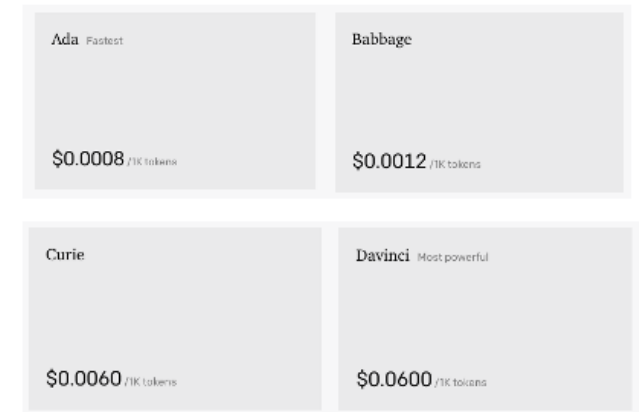 Ada Fastest
Babbage
$0.0008 /1K tokens
$0.0012 /1K tokens
Curie
Davinci Most powerful
$0.0060 /1K tokens
$0.0600 /1K tokens